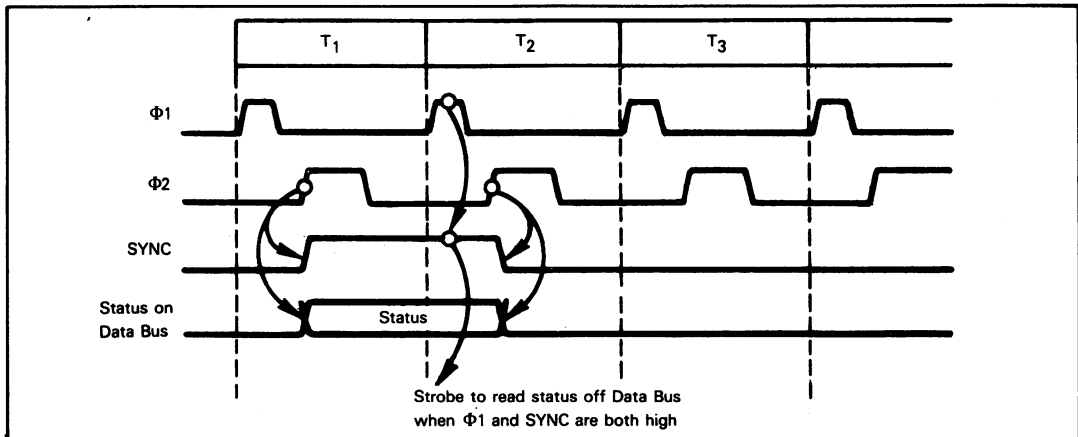 T1 T2 T3
Φ1
Φ2
SYNC
Status on
Data Bus
Status
Strobe to read status off Data Bus
when Φ1 and SYNC are both high